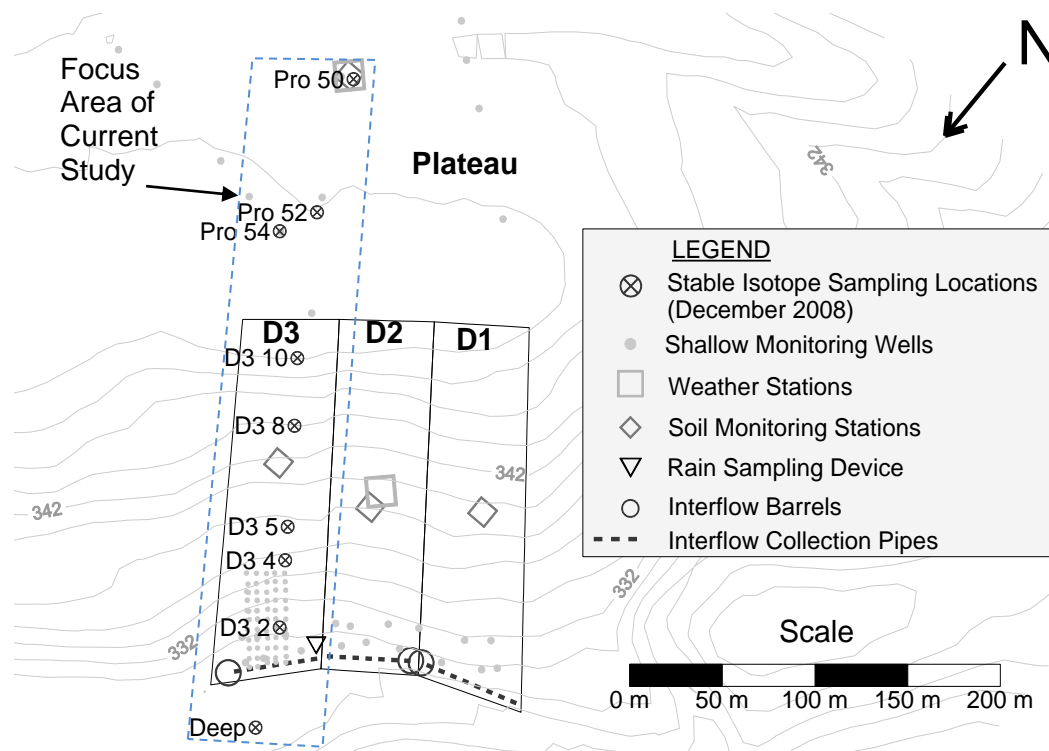 N
Focus
Area of
Current
Study
Pro 50
Plateau
342
Pro 52
Pro 54
LEGEND
Stable Isotope Sampling Locations
(December 2008)
Shallow Monitoring Wells
Weather Stations
Soil Monitoring Stations
Rain Sampling Device
Interflow Barrels
Interflow Collection Pipes
D3
D2
D1
D3 10
D3 8
342
342
D3 5
D3 4
332
D3 2
332
Deep
Scale
0 m
50 m
100 m
150 m
200 m